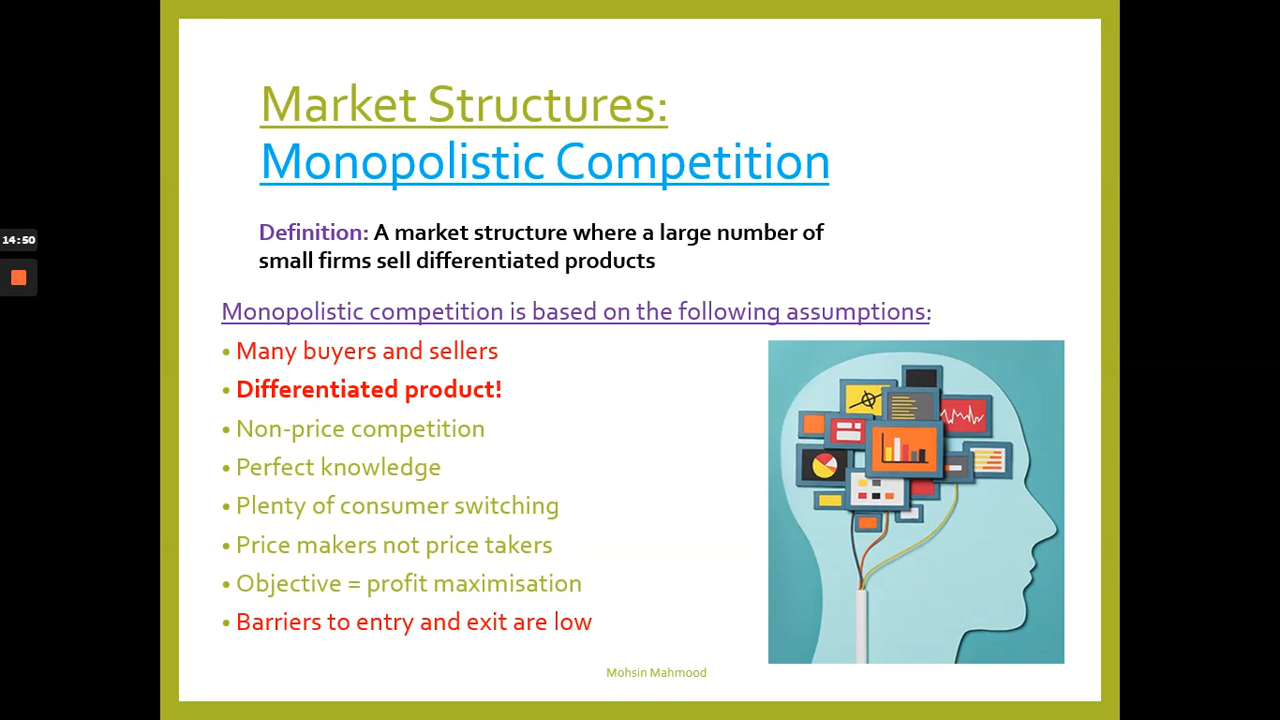 Market Structures:
Monopolistic Competition
Definition: A market structure where a large number of
small firms sell differentiated products
Monopolistic competition is based on the following assumptions:
• Many buyers and sellers
• Differentiated product!
• Non-price competition
• Perfect knowledge
• Plenty of consumer switching
• Price makers not price takers
• Objective = profit maximisation
• Barriers to entry and exit are low
Mohsin Mahmood
14:50